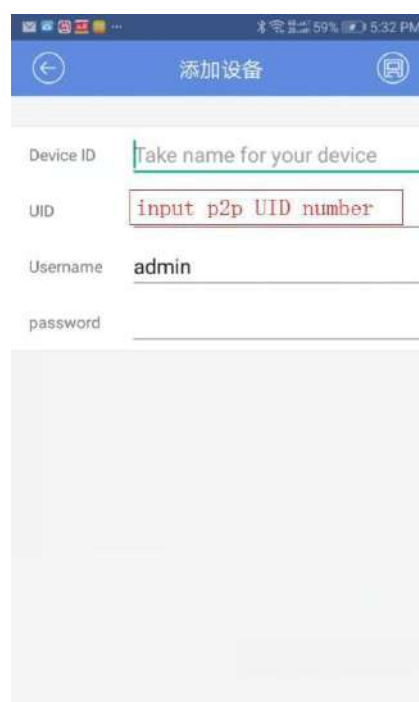 59% 5:32 PM
添加设备
Device ID Take name for your device
UID input p2p UID number
Username admin
password